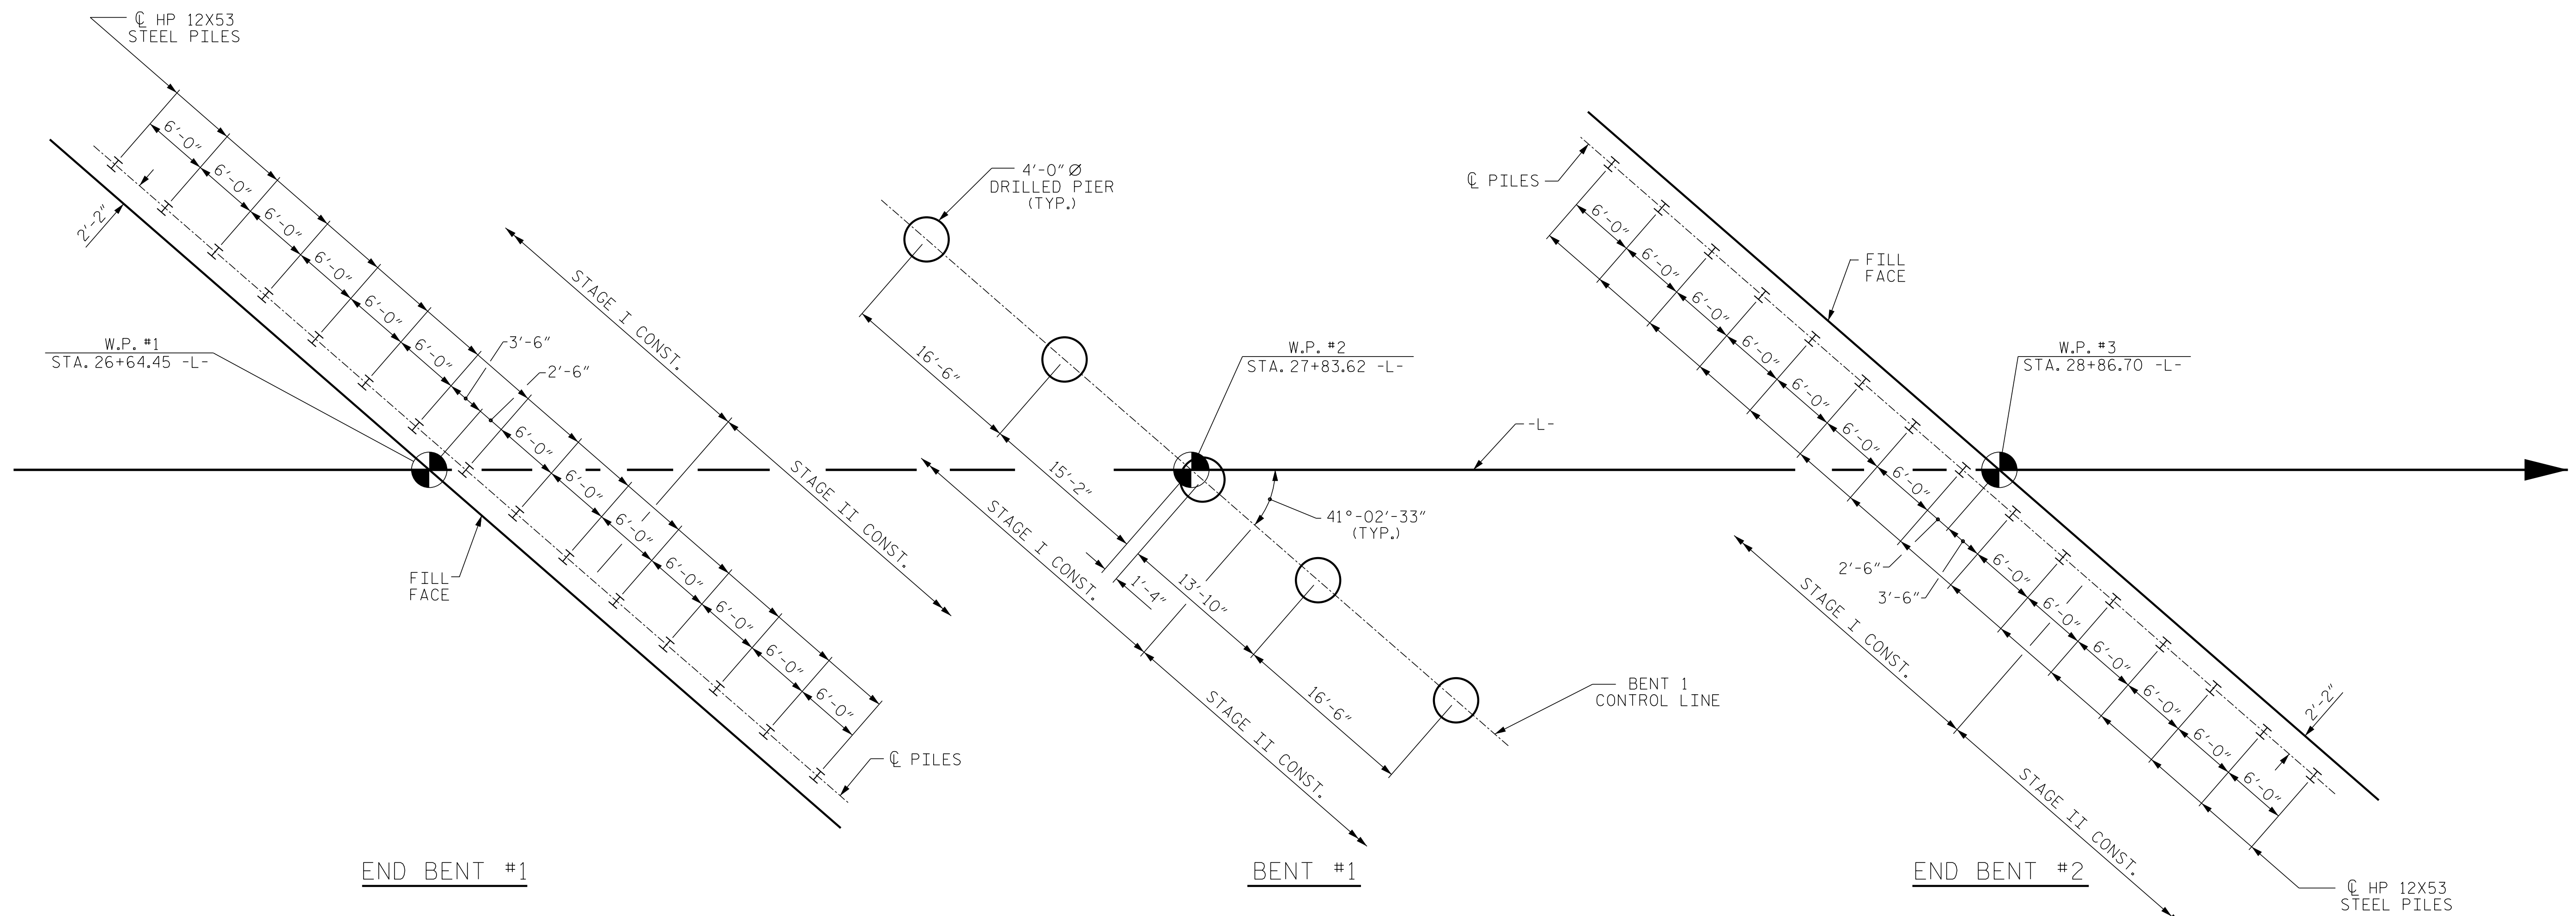 ℄ HP 12X53
STEEL PILES
6'-0"
6'-0"
6'-0"
6'-0"
6'-0"
6'-0"
3'-6"
2'-6"
6'-0"
6'-0"
6'-0"
6'-0"
6'-0"
6'-0"
6'-0"
2'-2"
W.P. #1
STA. 26+64.45 -L-
FILL
FACE
℄ PILES
STAGE I CONST.
STAGE II CONST.
END BENT #1
4'-0" Ø
DRILLED PIER
(TYP.)
16'-6"
15'-2"
1'-4"
13'-10"
16'-6"
W.P. #2
STA. 27+83.62 -L-
-L-
41°-02'-33"
(TYP.)
STAGE I CONST.
STAGE II CONST.
BENT 1
CONTROL LINE
BENT #1
℄ PILES
6'-0"
6'-0"
6'-0"
6'-0"
6'-0"
6'-0"
6'-0"
2'-6"
3'-6"
6'-0"
6'-0"
6'-0"
6'-0"
6'-0"
6'-0"
FILL
FACE
W.P. #3
STA. 28+86.70 -L-
2'-2"
STAGE I CONST.
STAGE II CONST.
℄ HP 12X53
STEEL PILES
END BENT #2